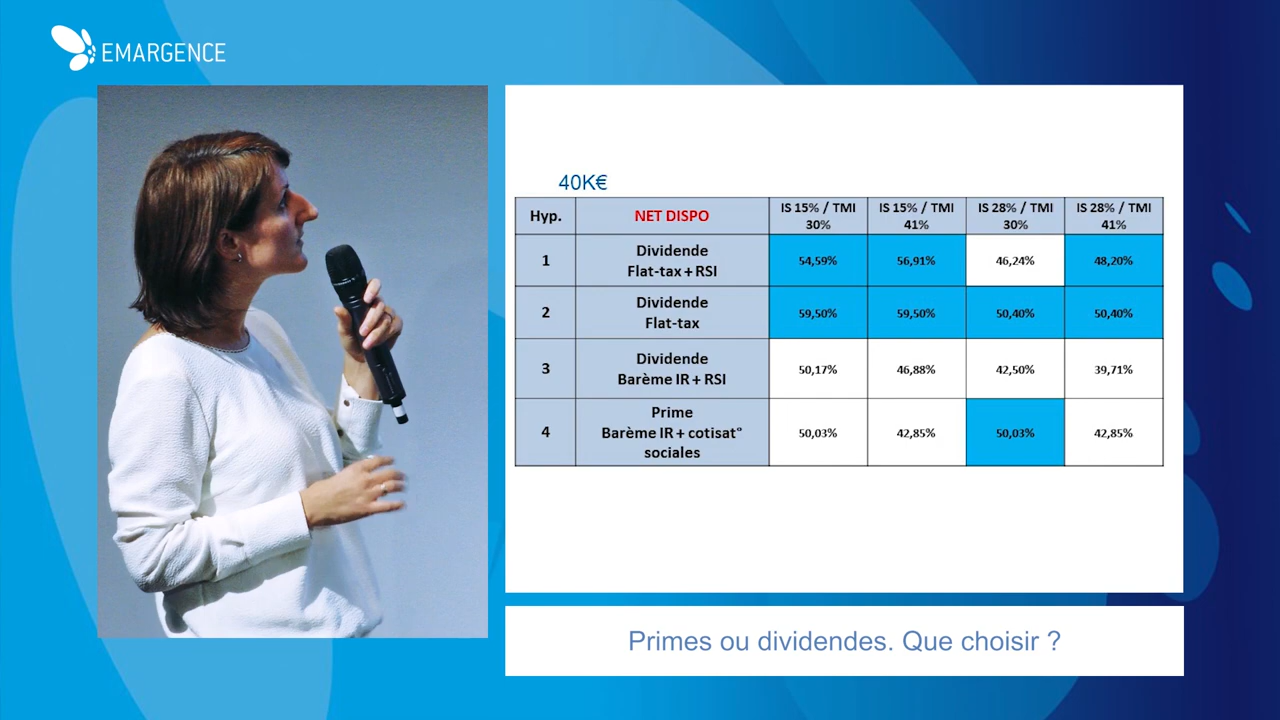 EMARGENCE
40K€
Hyp. NET DISPO IS 15% / TMI 30% IS 15% / TMI 41% IS 28% / TMI 30% IS 28% / TMI 41%
1 Dividende Flat-tax + RSI 54,59% 56,91% 46,24% 48,20%
2 Dividende Flat-tax 59,50% 59,50% 50,40% 50,40%
3 Dividende Barème IR + RSI 50,17% 46,88% 42,50% 39,71%
4 Prime Barème IR + cotisat° sociales 50,03% 42,85% 50,03% 42,85%
Primes ou dividendes. Que choisir ?